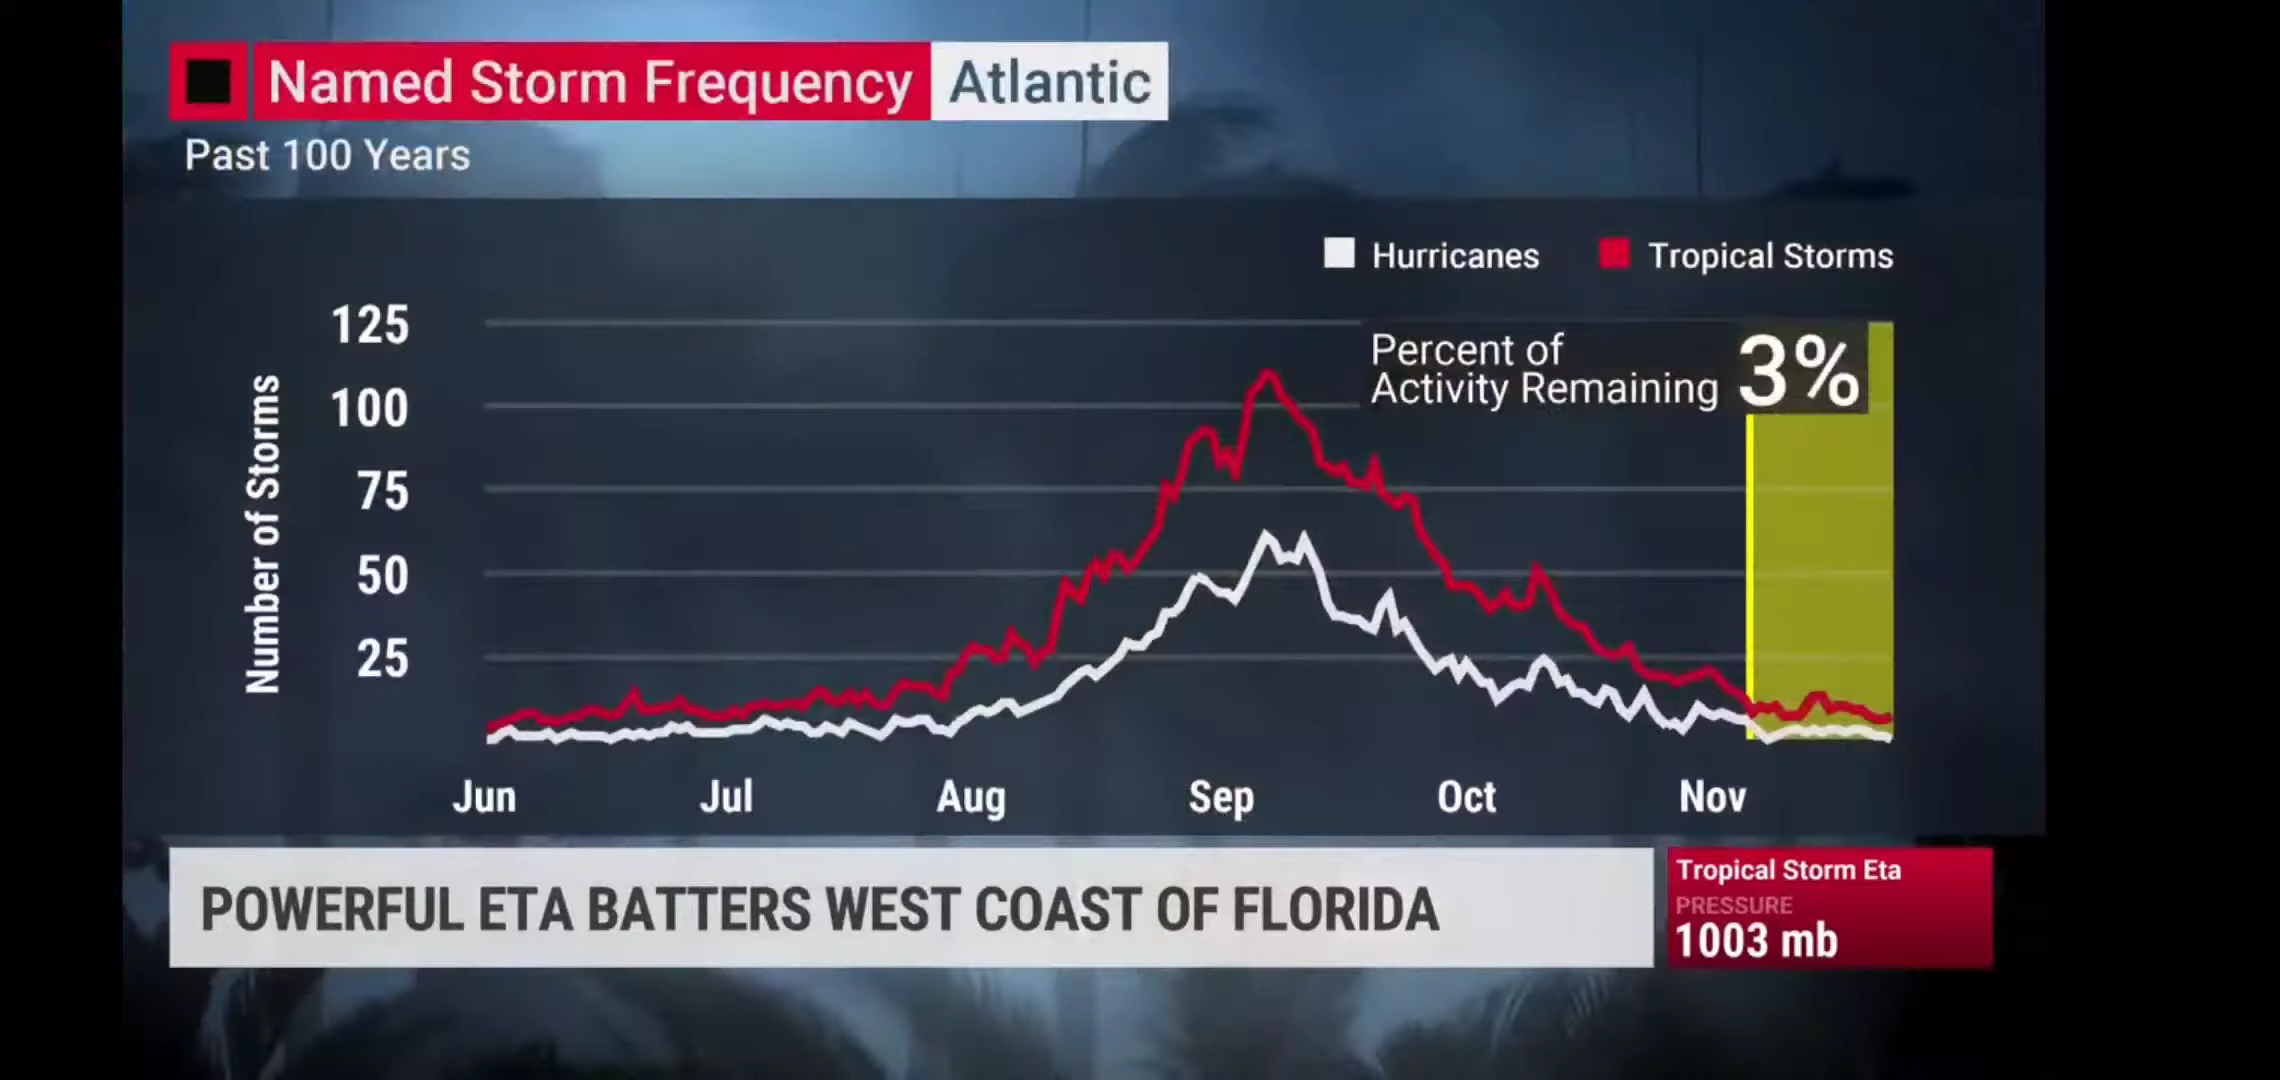 Named Storm Frequency Atlantic
Past 100 Years
Hurricanes Tropical Storms
125
100
75
50
25
Number of Storms
Percent of
Activity Remaining
3%
Jun Jul Aug Sep Oct Nov
POWERFUL ETA BATTERS WEST COAST OF FLORIDA
Tropical Storm Eta
PRESSURE
1003 mb